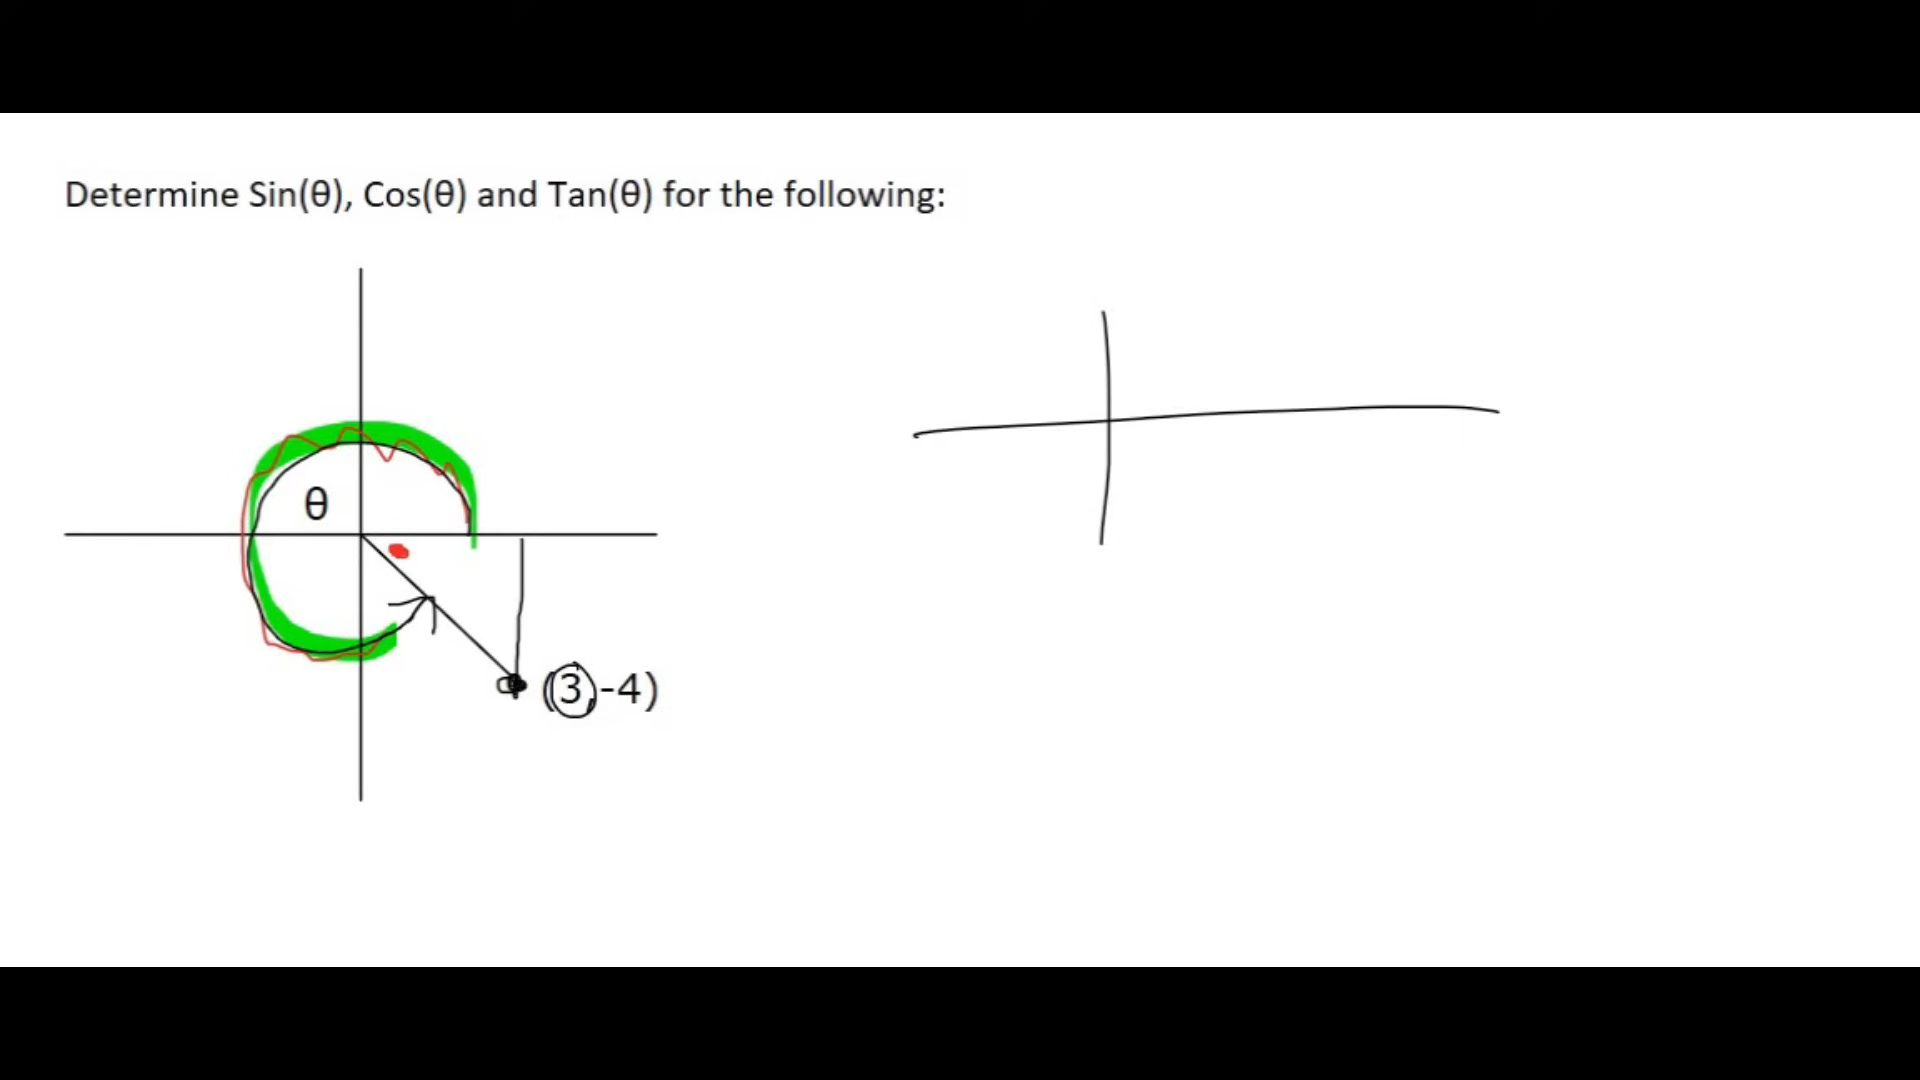 Determine Sin(θ), Cos(θ) and Tan(θ) for the following:
θ
(3,-4)